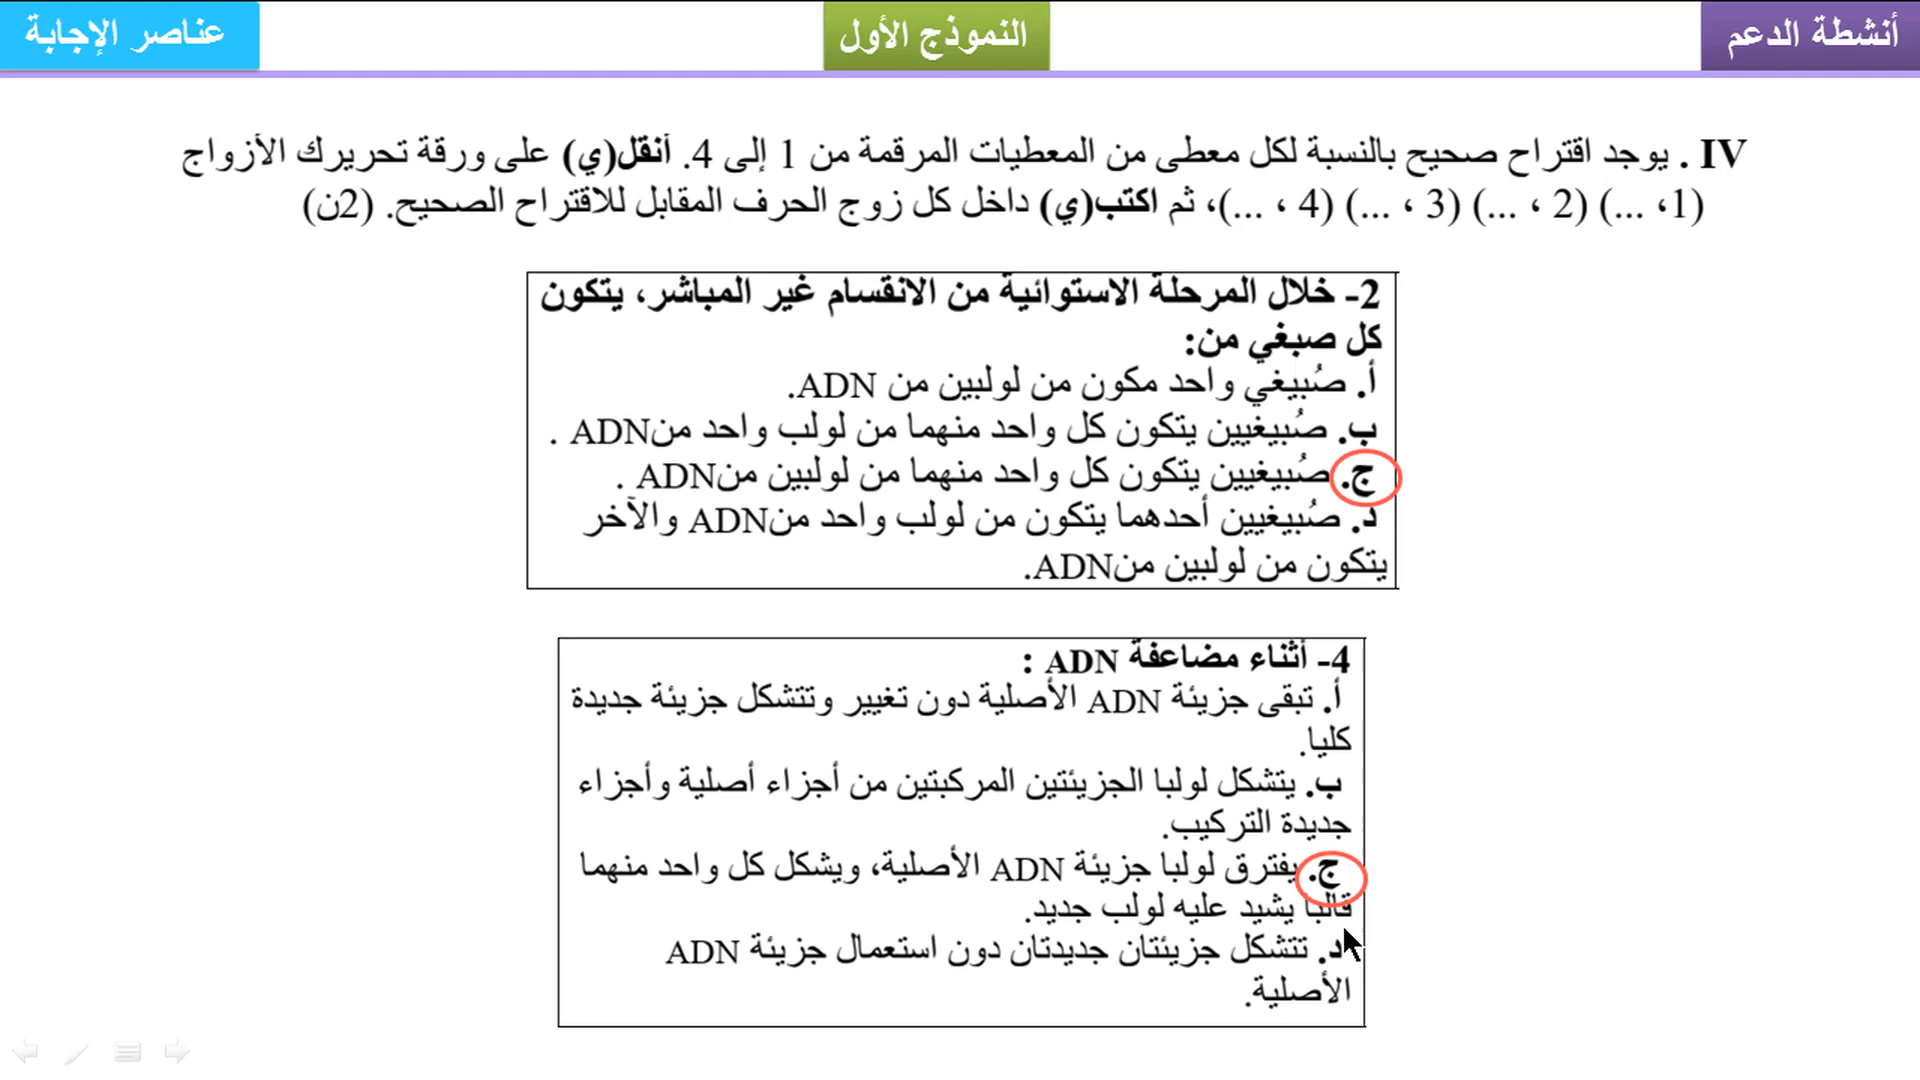 أنشطة الدعم
النموذج الأول
عناصر الإجابة
IV . يوجد اقتراح صحيح بالنسبة لكل معطى من المعطيات المرقمة من 1 إلى 4. أنقل(ي) على ورقة تحريرك الأزواج
(1، ...) (2 ، ...) (3 ، ...) (4 ، ...)، ثم اكتب(ي) داخل كل زوج الحرف المقابل للاقتراح الصحيح. (2ن)
2- خلال المرحلة الاستوائية من الانقسام غير المباشر، يتكون
كل صبغي من:
أ. صُبيغي واحد مكون من لولبين من ADN.
ب. صُبيغيين يتكون كل واحد منهما من لولب واحد منADN .
ج. صُبيغيين يتكون كل واحد منهما من لولبين منADN .
د. صُبيغيين أحدهما يتكون من لولب واحد منADN والآخر
يتكون من لولبين منADN.
4- أثناء مضاعفة ADN :
أ. تبقى جزيئة ADN الأصلية دون تغيير وتتشكل جزيئة جديدة
كليا.
ب. يتشكل لولبا الجزيئتين المركبتين من أجزاء أصلية وأجزاء
جديدة التركيب.
ج. يفترق لولبا جزيئة ADN الأصلية، ويشكل كل واحد منهما
قالبا يشيد عليه لولب جديد.
د. تتشكل جزيئتان جديدتان دون استعمال جزيئة ADN
الأصلية.